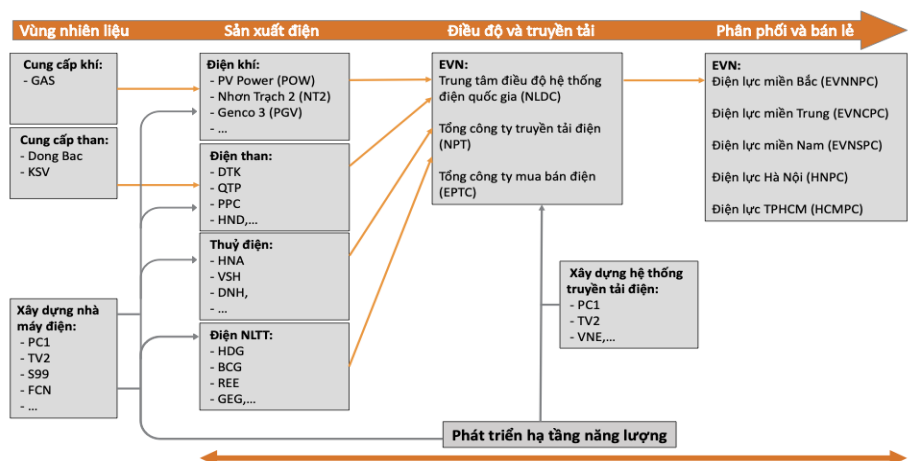 Vùng nhiên liệu
Sản xuất điện
Điều độ và truyền tải
Phân phối và bán lẻ
Cung cấp khí:
- GAS
Cung cấp than:
- Dong Bac
- KSV
Xây dựng nhà
máy điện:
- PC1
- TV2
- S99
- FCN
- ...
Điện khí:
- PV Power (POW)
- Nhơn Trạch 2 (NT2)
- Genco 3 (PGV)
- ...
Điện than:
- DTK
- QTP
- PPC
- HND,...
Thuỷ điện:
- HNA
- VSH
- DNH,
- ...
Điện NLTT:
- HDG
- BCG
- REE
- GEG,...
EVN:
Trung tâm điều độ hệ thống
điện quốc gia (NLDC)
Tổng công ty truyền tải điện
(NPT)
Tổng công ty mua bán điện
(EPTC)
Xây dựng hệ thống
truyền tải điện:
- PC1
- TV2
- VNE,...
EVN:
Điện lực miền Bắc (EVNNPC)
Điện lực miền Trung (EVNCPC)
Điện lực miền Nam (EVNSPC)
Điện lực Hà Nội (HNPC)
Điện lực TPHCM (HCMPC)
Phát triển hạ tầng năng lượng